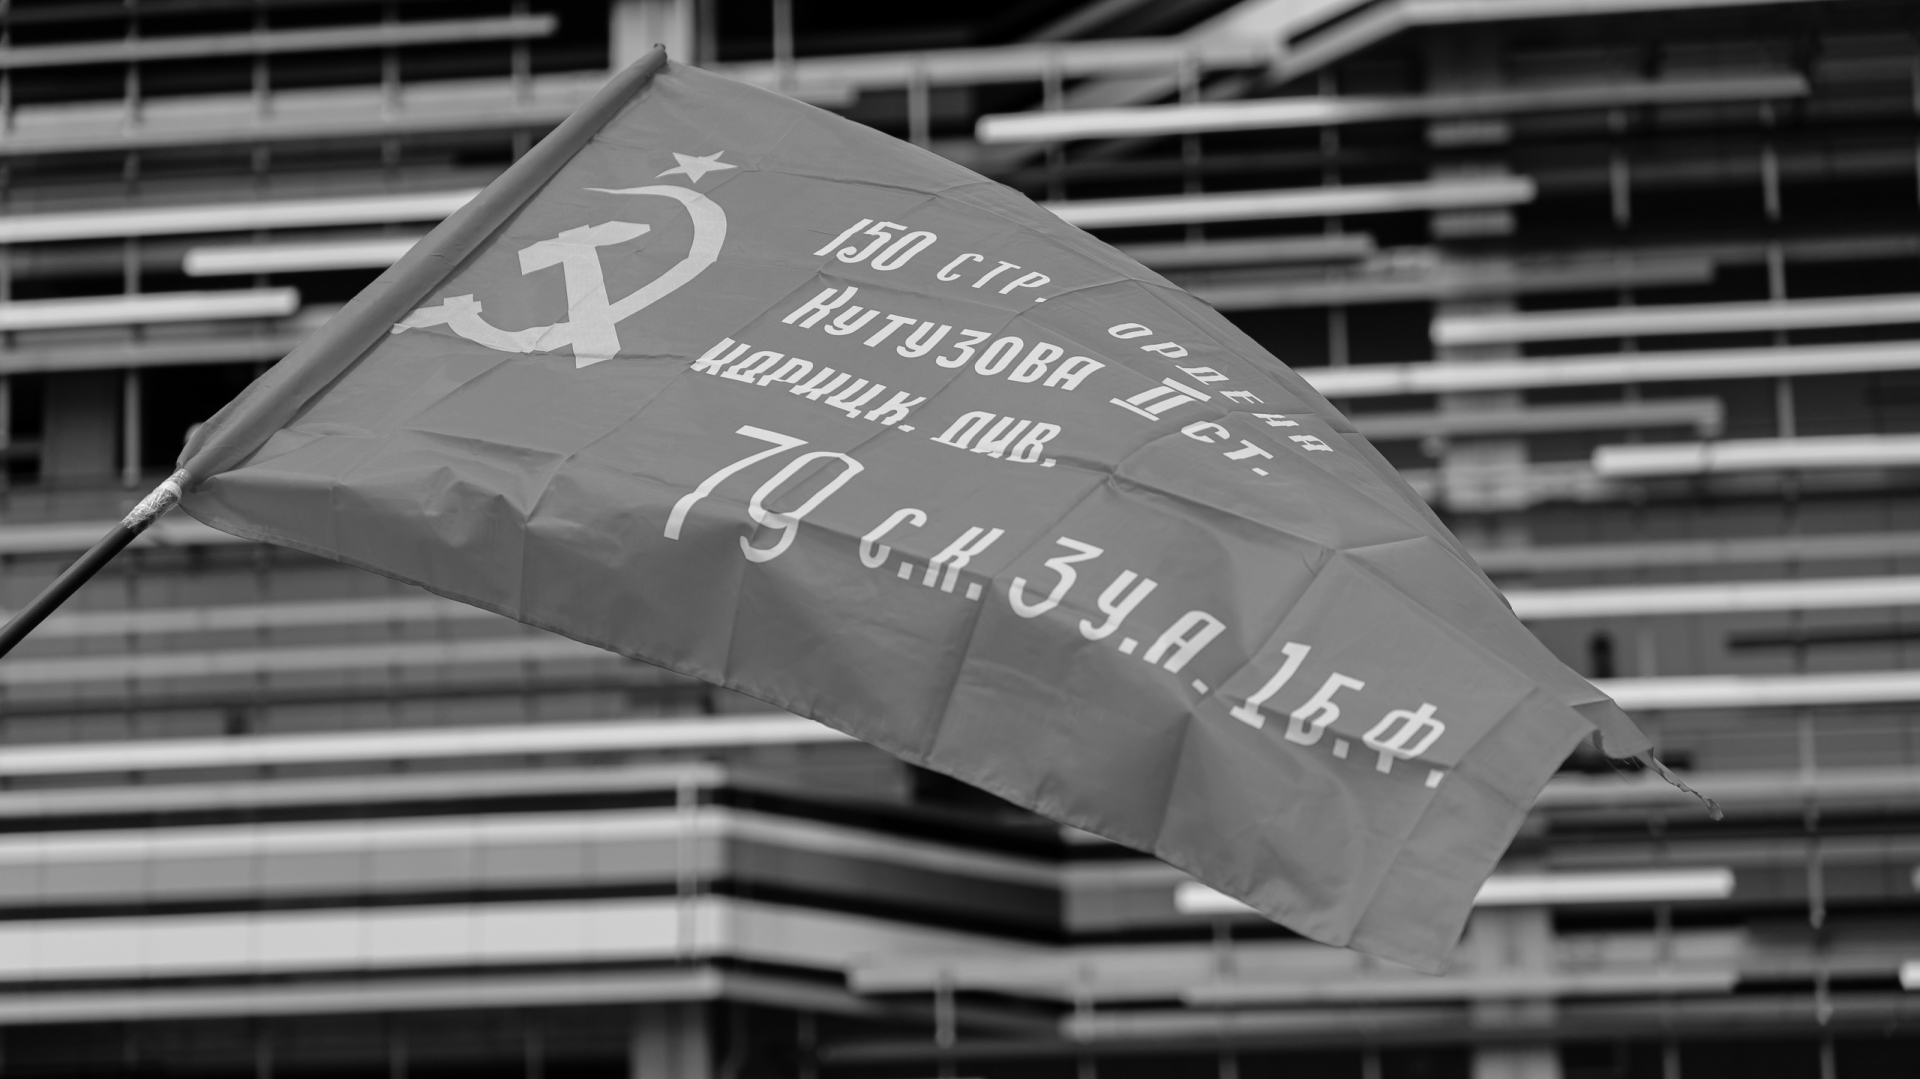 150 СТР. ОРДЕНА
КУТУЗОВА II СТ.
ИДРИЦК. ДИВ.
79 С.К. 3 У.А. 1 Б.Ф.